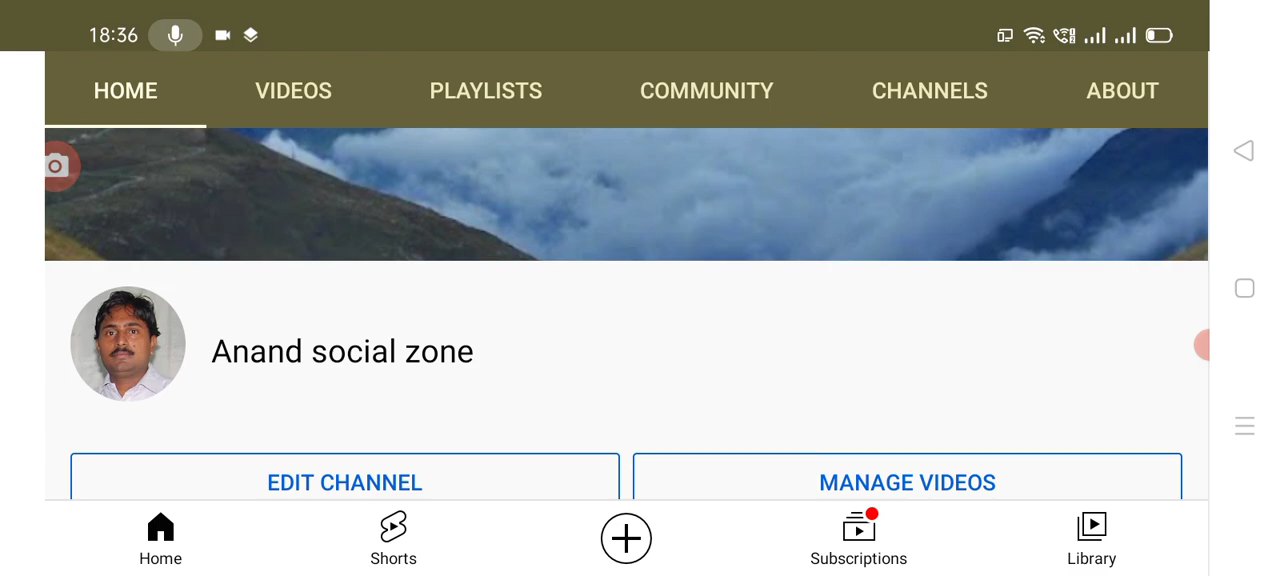 18:36
HOME VIDEOS PLAYLISTS COMMUNITY CHANNELS ABOUT
Anand social zone
EDIT CHANNEL MANAGE VIDEOS
Home Shorts Subscriptions Library